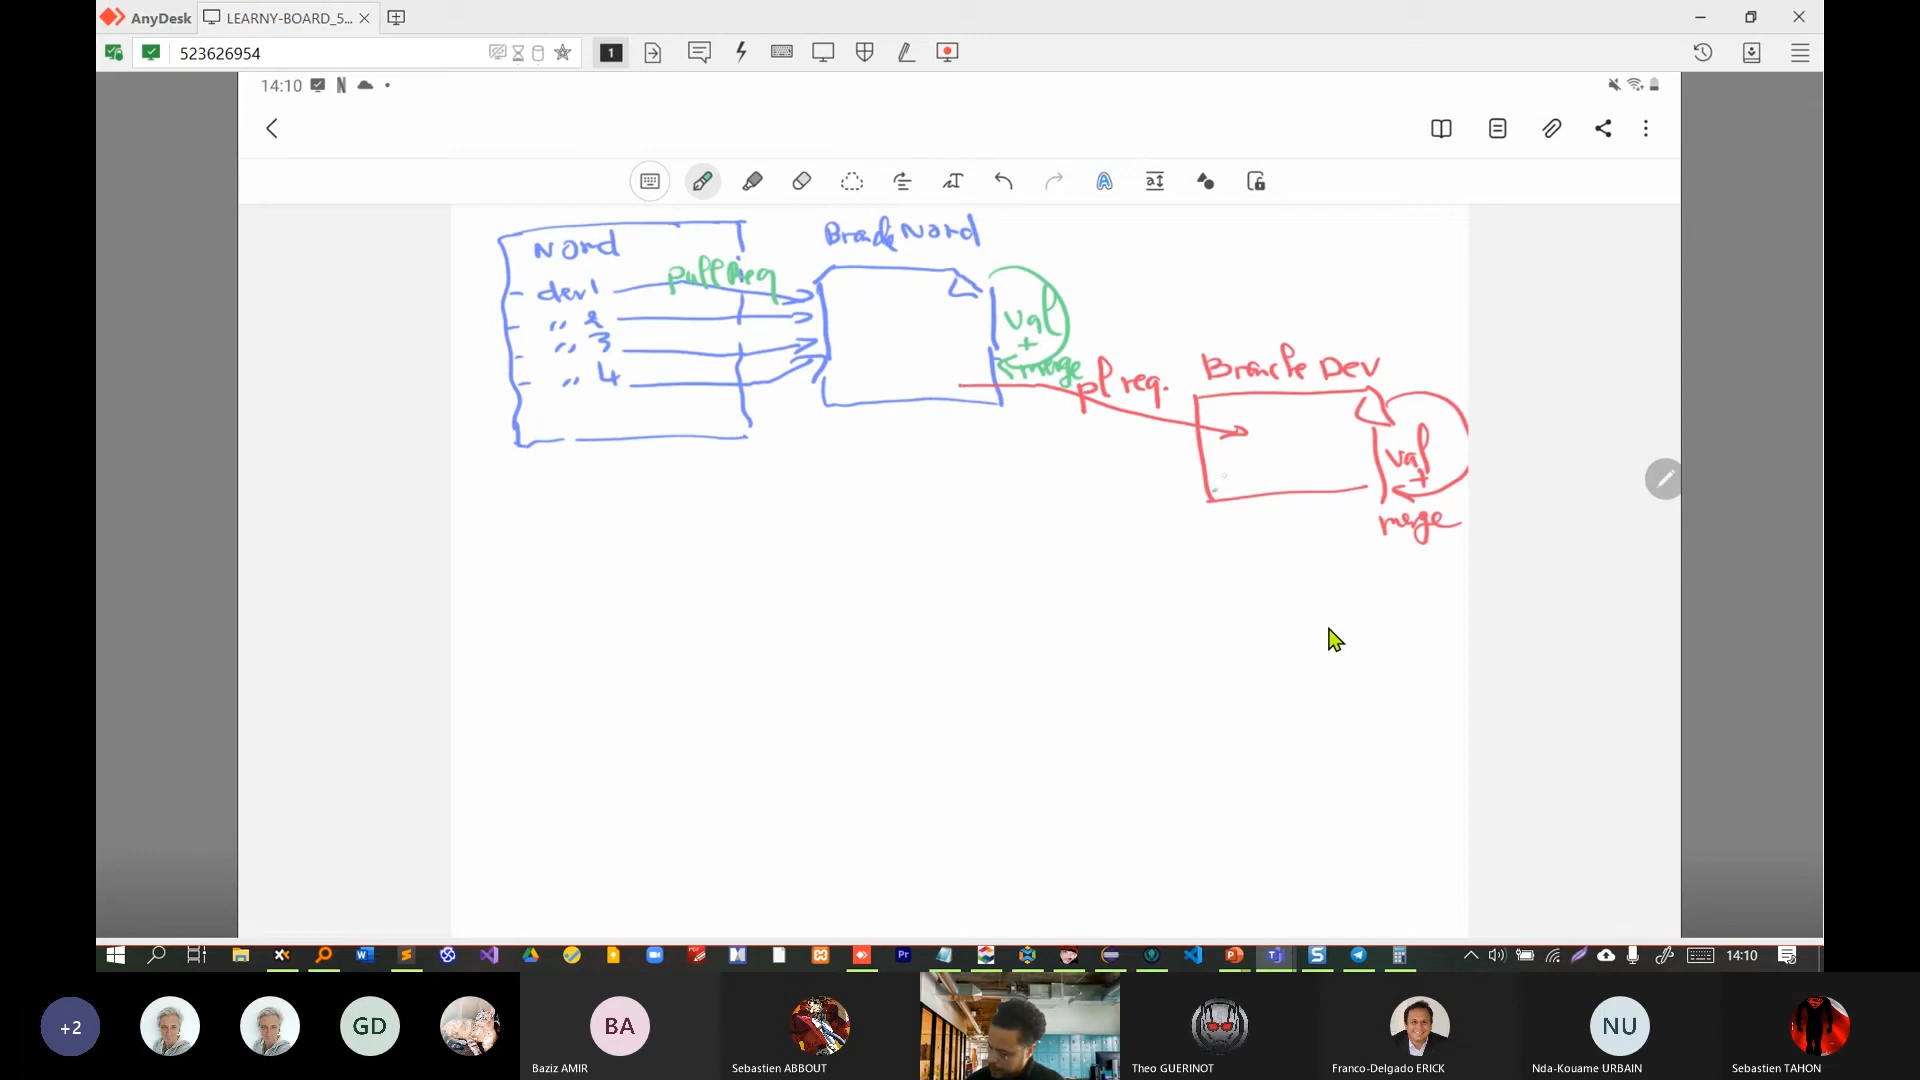 AnyDesk
LEARNY-BOARD_5...
523626954
1
14:10
Nord
Branch Nord
pull Req
dev1
,, 2
,, 3
,, 4
val
+
merge
pl req.
Branche Dev
val
+
merge
14:10
+2
GD
BA
NU
Baziz AMIR
Sebastien ABBOUT
Theo GUERINOT
Franco-Delgado ERICK
Nda-Kouame URBAIN
Sebastien TAHON